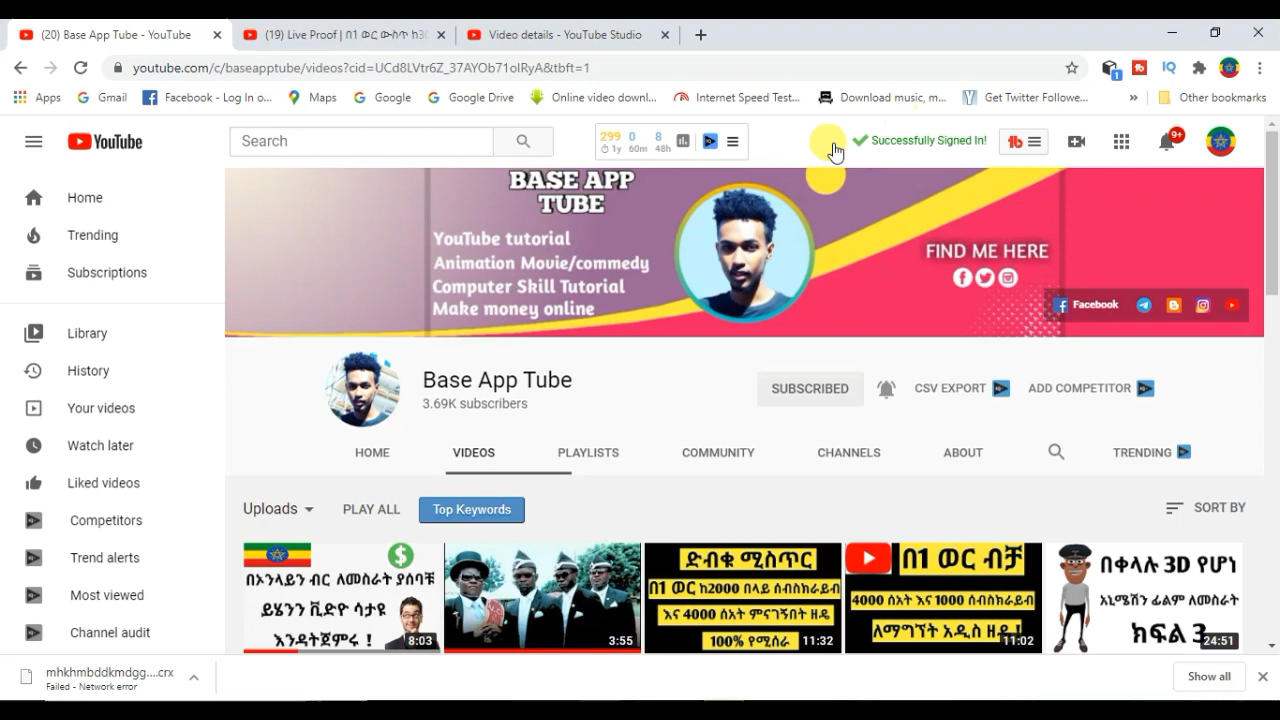 (20) Base App Tube - YouTube
(19) Live Proof | በ1 ወር ውስጥ ከ3
Video details - YouTube Studio
youtube.com/c/baseapptube/videos?cid=UCd8LVtr6Z_37AYOb71oIRyA&tbft=1
Apps
Gmail
Facebook - Log In o...
Maps
Google
Google Drive
Online video downl...
Internet Speed Test...
Download music, m...
Get Twitter Followe...
Other bookmarks
YouTube
Search
299 0 8
1y 60m 48h
Successfully Signed In!
9+
Home
Trending
Subscriptions
Library
History
Your videos
Watch later
Liked videos
Competitors
Trend alerts
Most viewed
Channel audit
BASE APP
TUBE
YouTube tutorial
Animation Movie/commedy
Computer Skill Tutorial
Make money online
FIND ME HERE
Facebook
Base App Tube
3.69K subscribers
SUBSCRIBED
CSV EXPORT
ADD COMPETITOR
HOME
VIDEOS
PLAYLISTS
COMMUNITY
CHANNELS
ABOUT
TRENDING
Uploads
PLAY ALL
Top Keywords
SORT BY
በኦንላይን ብር ለመስራት ያሰባችሁ
ይሄንን ቪድዮ ሳታዩ
እንዳትጀምሩ !
8:03
3:55
ድብቁ ሚስጥር
በ1 ወር ከ2000 በላይ ሰብስክራይብ
እና 4000 ሰአት ምናገኝበት ዘዴ
100% የሚሰራ
11:32
በ1 ወር ብቻ
4000 ሰአት እና 1000 ሰብስክራይብ
ለማግኘት አዲስ ዘዴ !
11:02
በቀላሉ 3D የሆነ
አኒሜሽን ፊልም ለመስራት
ክፍል 3
24:51
mhkhmbddkmdgg....crx
Failed - Network error
Show all